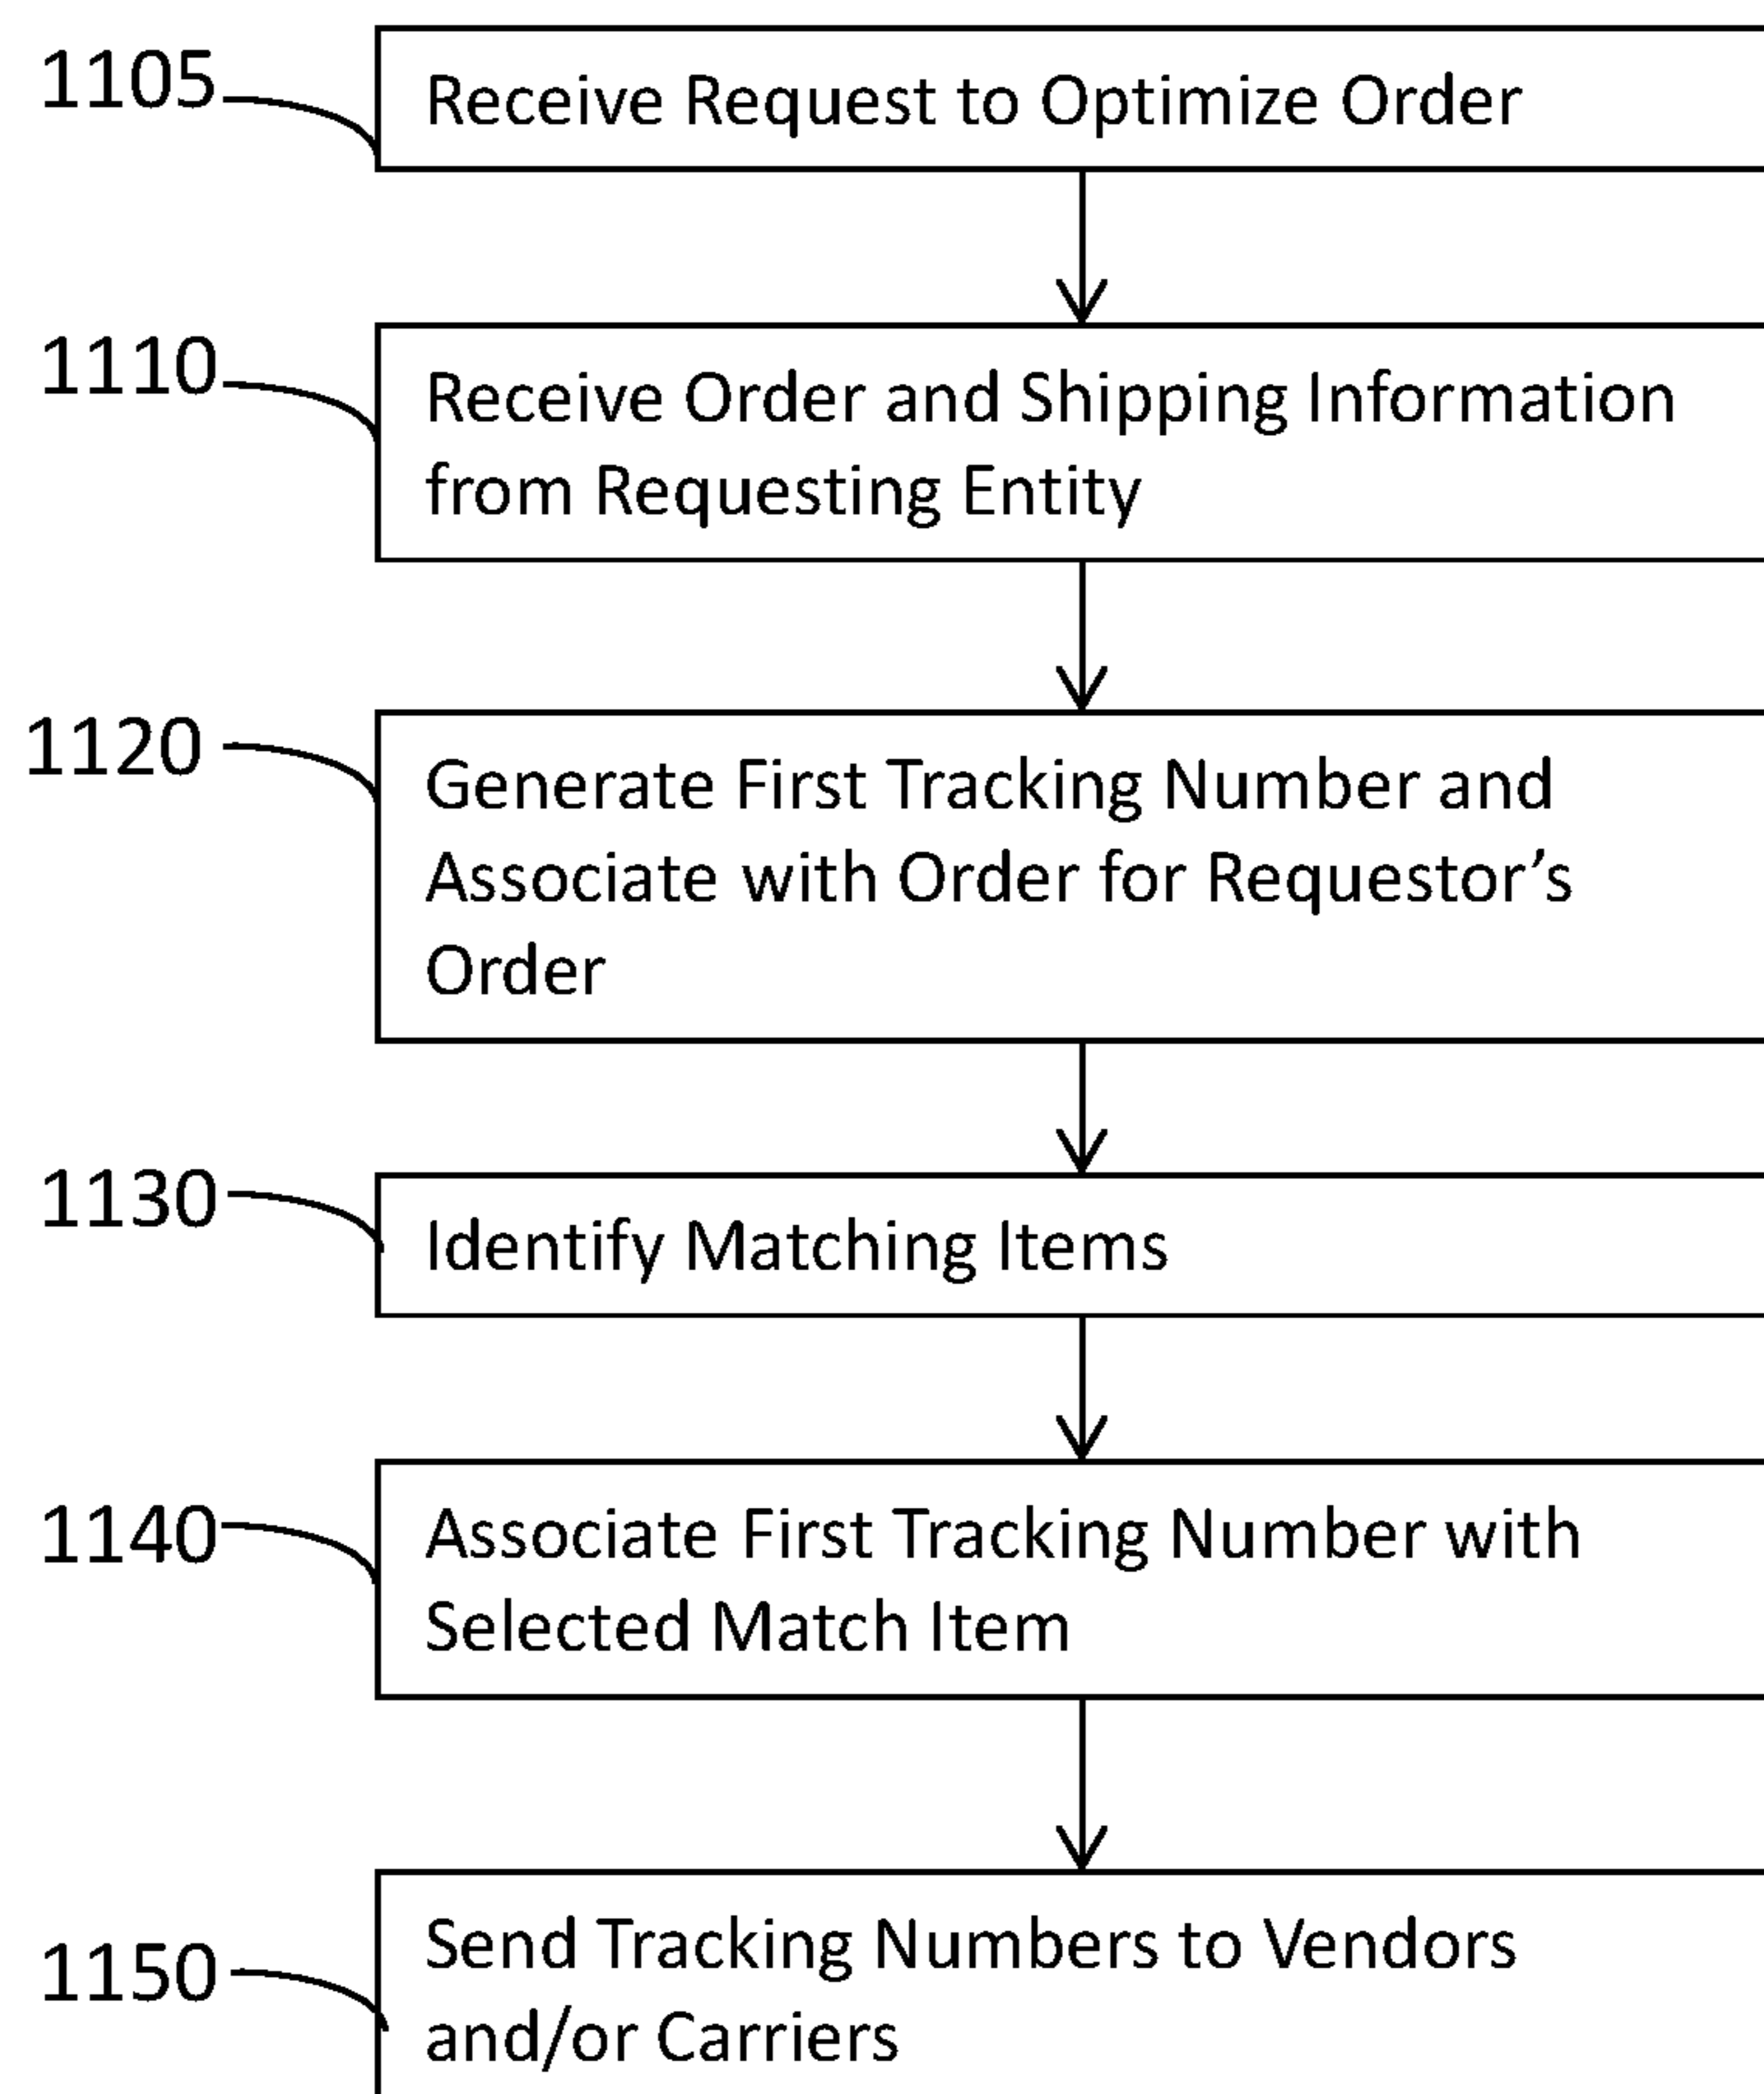 1105
Receive Request to Optimize Order
1110
Receive Order and Shipping Information
from Requesting Entity
1120
Generate First Tracking Number and
Associate with Order for Requestor’s
Order
1130
Identify Matching Items
1140
Associate First Tracking Number with
Selected Match Item
1150
Send Tracking Numbers to Vendors
and/or Carriers